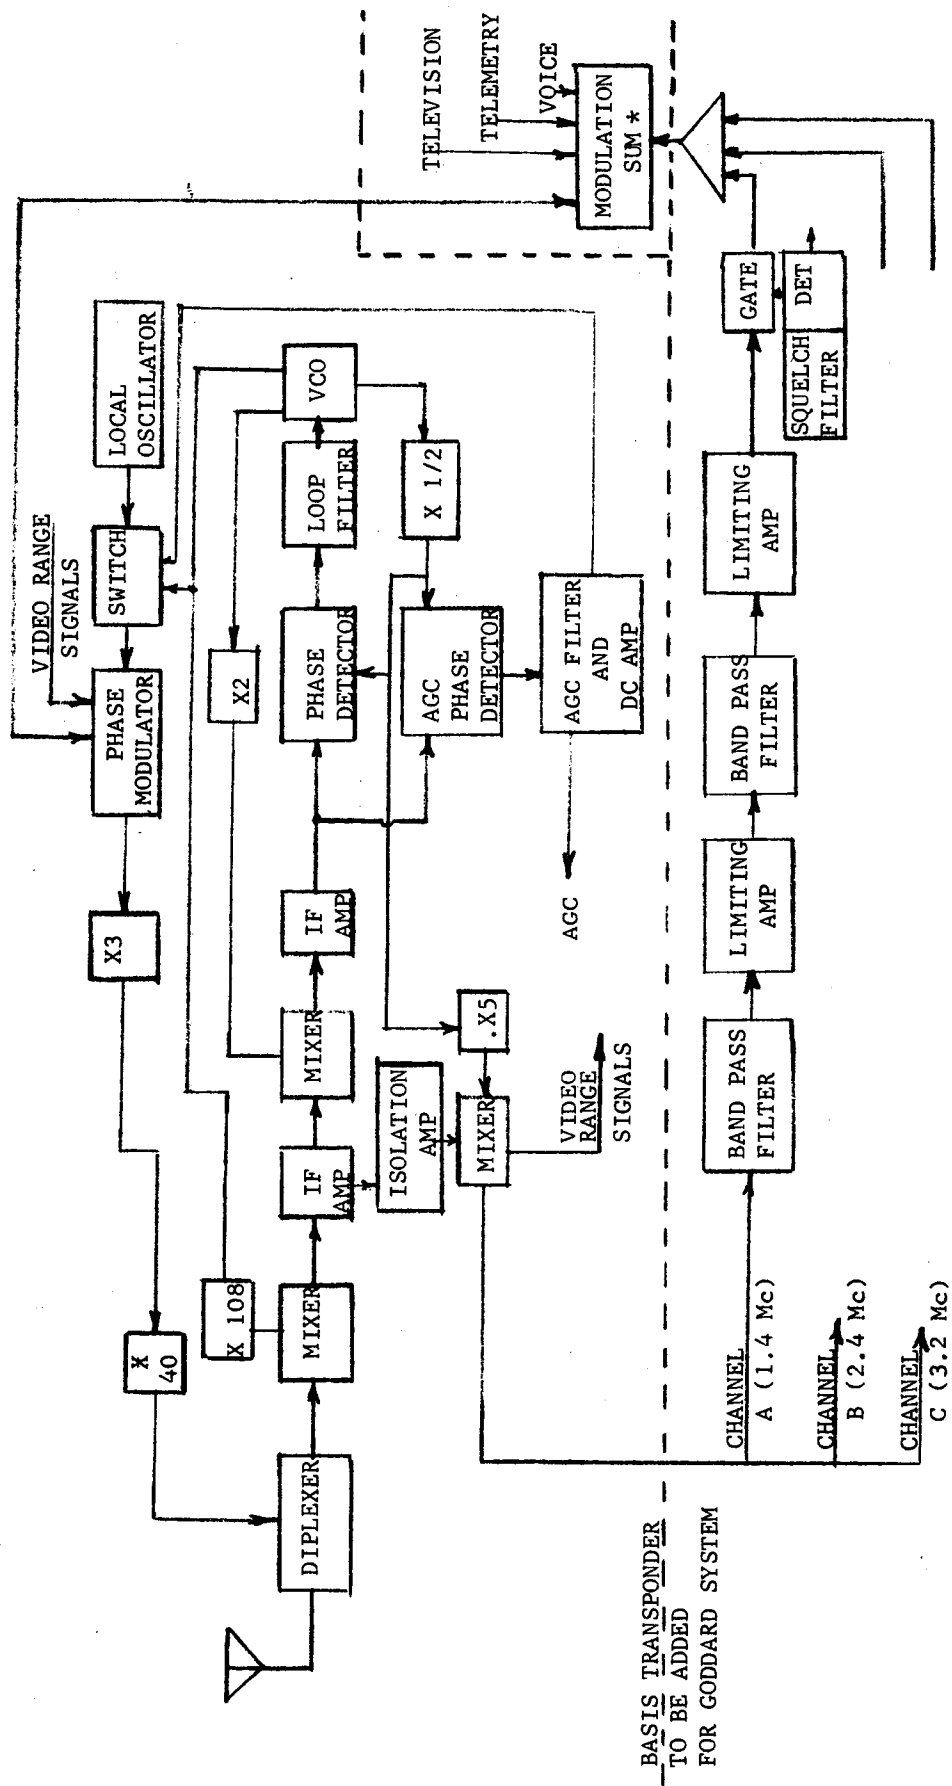 LOCAL
OSCILLATOR
VIDEO RANGE
SIGNALS
SWITCH
PHASE
MODULATOR
X3
X
40
X 108
X2
DIPLEXER
MIXER
IF
AMP
MIXER
IF
AMP
PHASE
DETECTOR
LOOP
FILTER
VCO
X 1/2
AGC
PHASE
DETECTOR
ISOLATION
AMP
.X5
MIXER
VIDEO
RANGE
SIGNALS
AGC FILTER
AND
DC AMP
AGC
TELEVISION
TELEMETRY
VOICE
MODULATION
SUM *
BASIS TRANSPONDER
TO BE ADDED
FOR GODDARD SYSTEM
CHANNEL
A (1.4 Mc)
CHANNEL
B (2.4 Mc)
CHANNEL
C (3.2 Mc)
BAND PASS
FILTER
LIMITING
AMP
BAND PASS
FILTER
LIMITING
AMP
GATE
SQUELCH
FILTER
DET